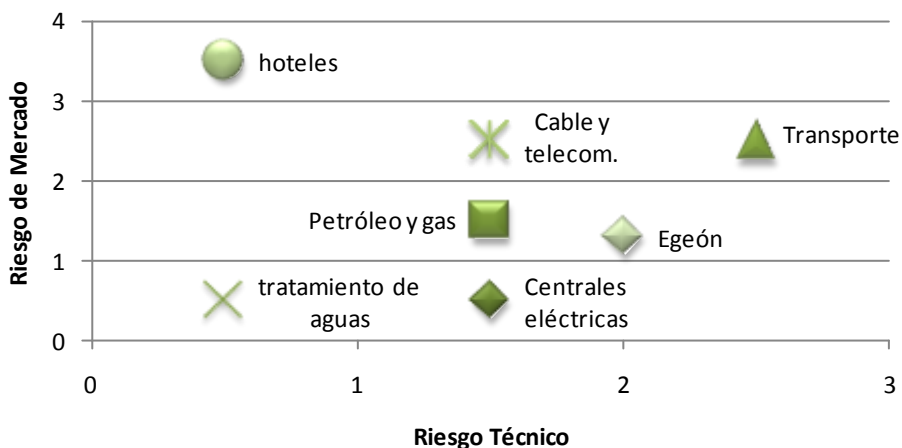 4
3
2
1
0
Riesgo de Mercado
hoteles
Cable y
telecom.
Transporte
Petróleo y gas
Egeón
tratamiento de
aguas
Centrales
eléctricas
0
1
2
3
Riesgo Técnico